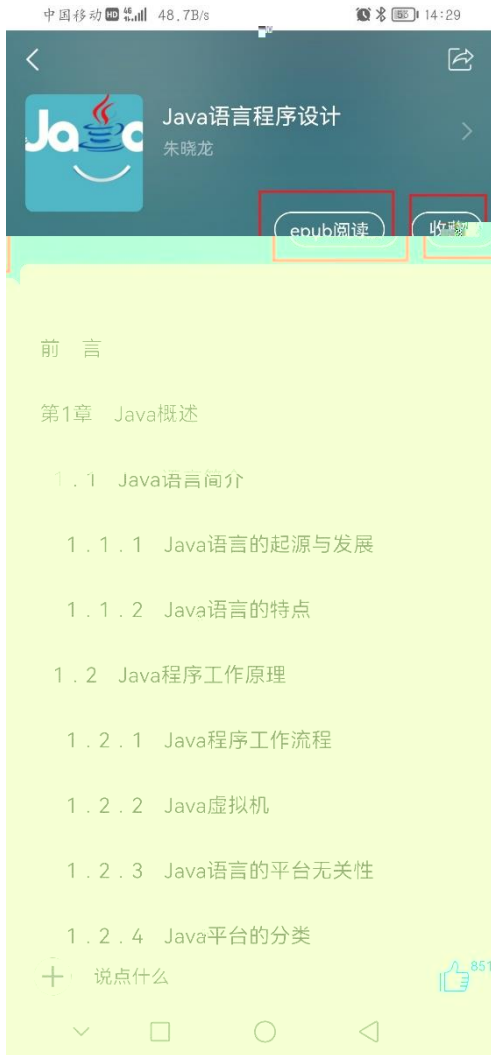 中国移动 HD 4G 48.7B/s 55 14:29
Java
Java语言程序设计
朱晓龙
epub阅读 收藏
前 言
第1章 Java概述
1.1 Java语言简介
1.1.1 Java语言的起源与发展
1.1.2 Java语言的特点
1.2 Java程序工作原理
1.2.1 Java程序工作流程
1.2.2 Java虚拟机
1.2.3 Java语言的平台无关性
1.2.4 Java平台的分类
说点什么 851